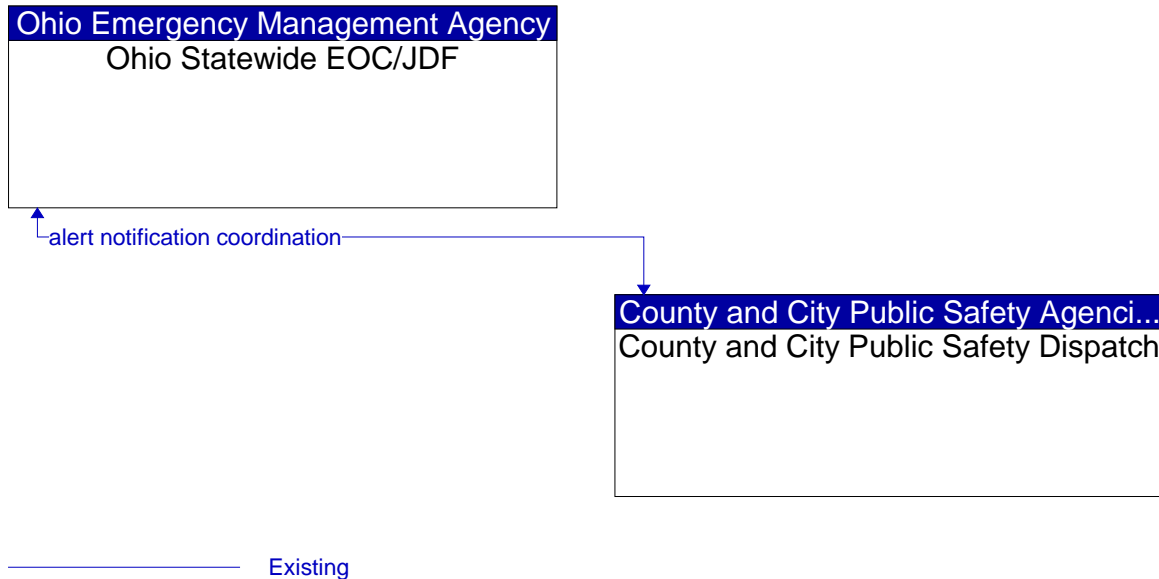 Ohio Emergency Management Agency
Ohio Statewide EOC/JDF
alert notification coordination
County and City Public Safety Agenci...
County and City Public Safety Dispatch
Existing